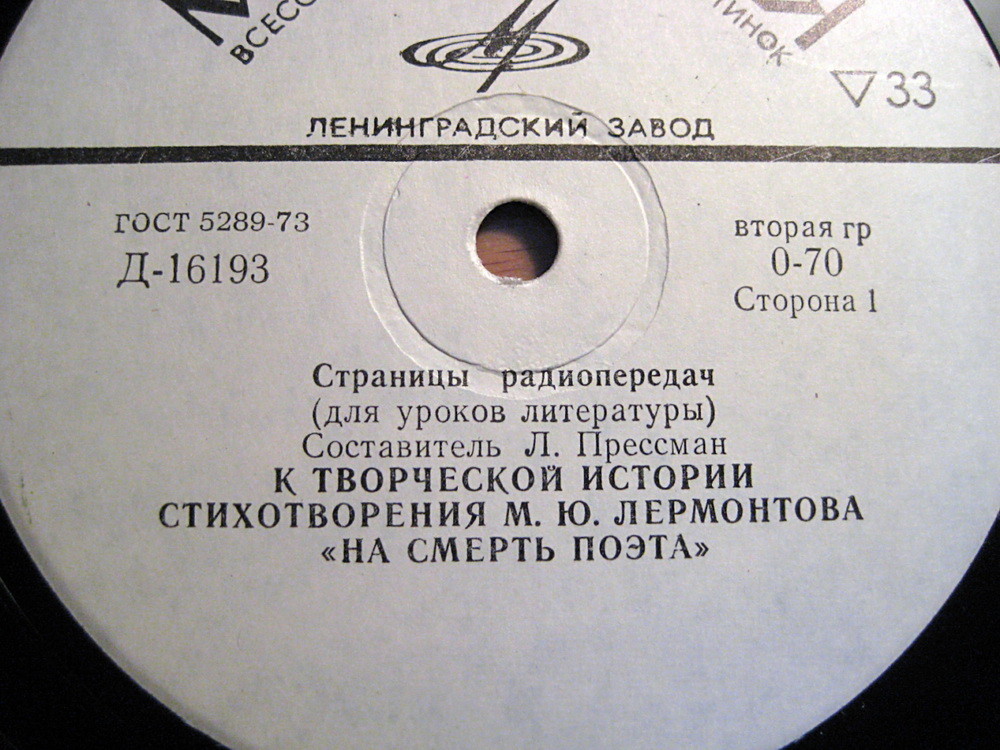 ▽33
ЛЕНИНГРАДСКИЙ ЗАВОД
ГОСТ 5289-73
Д-16193
вторая гр
0-70
Сторона 1
Страницы радиопередач
(для уроков литературы)
Составитель Л. Прессман
К ТВОРЧЕСКОЙ ИСТОРИИ
СТИХОТВОРЕНИЯ М. Ю. ЛЕРМОНТОВА
«НА СМЕРТЬ ПОЭТА»